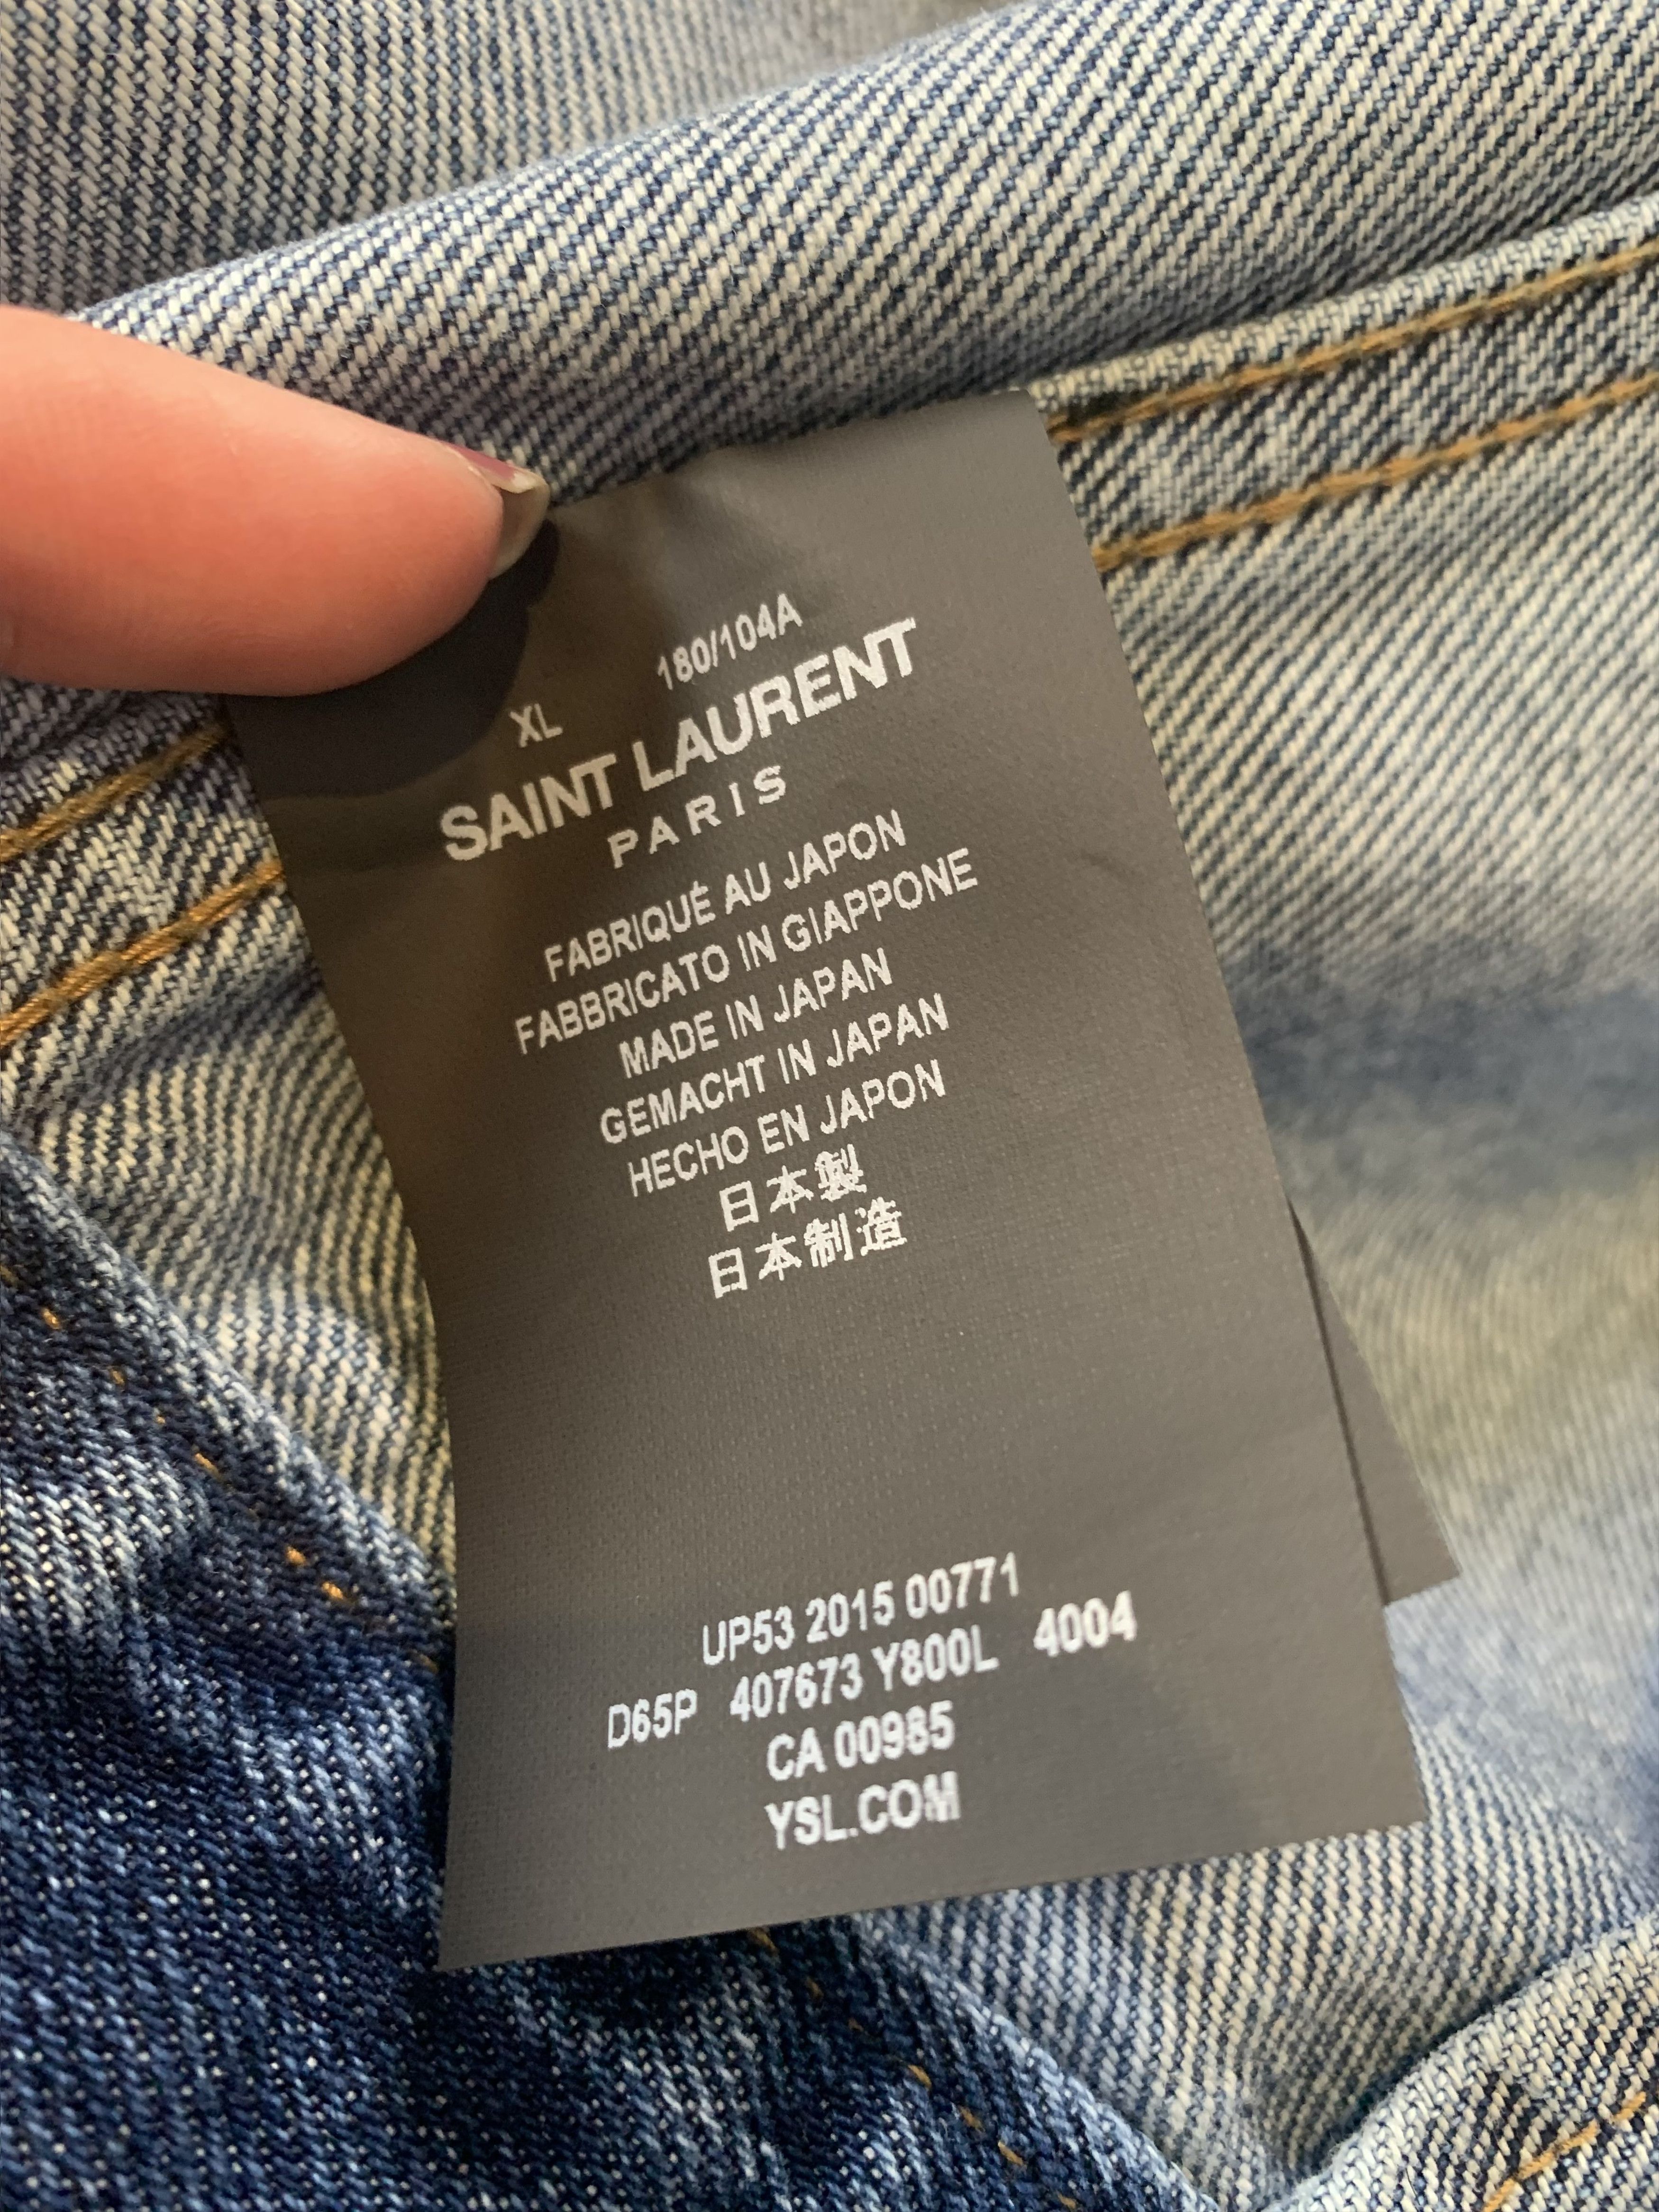 XL 180/104A
SAINT LAURENT
PARIS
FABRIQUÉ AU JAPON
FABBRICATO IN GIAPPONE
MADE IN JAPAN
GEMACHT IN JAPAN
HECHO EN JAPON
日本製
日本制造
UP53 2015 00771
D65P 407673 Y800L 4004
CA 00985
YSL.COM